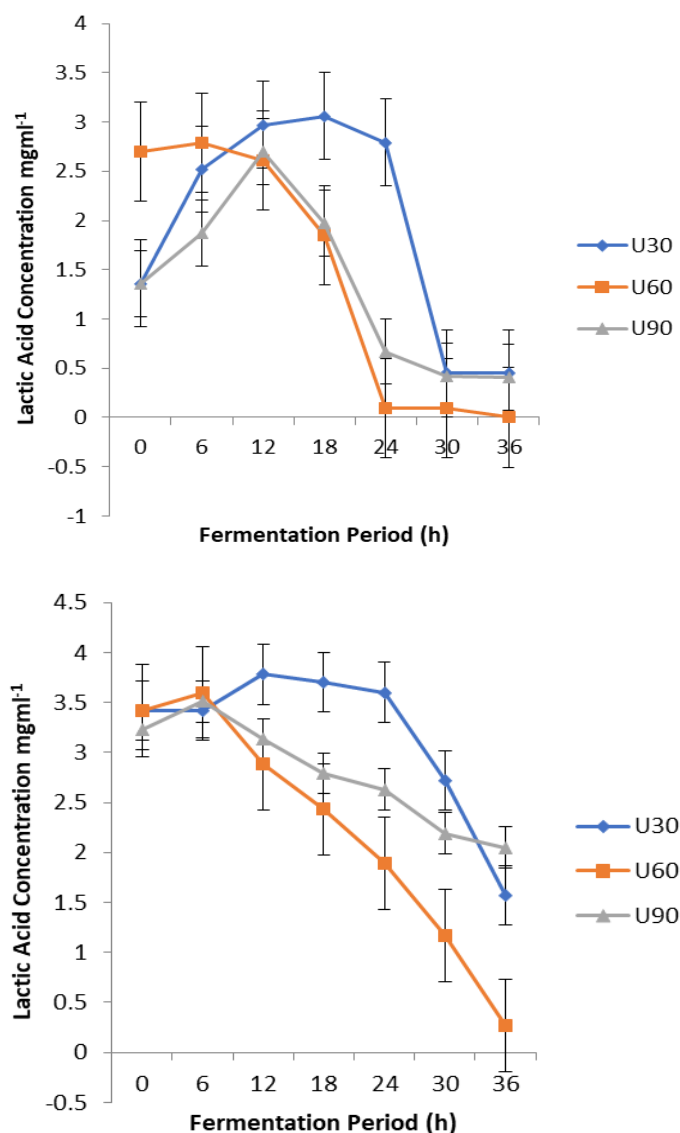 4
3.5
3
2.5
2
1.5
1
0.5
0
-0.5
-1
0 6 12 18 24 30 36
Lactic Acid Concentration mgml-1
Fermentation Period (h)
U30
U60
U90
4.5
4
3.5
3
2.5
2
1.5
1
0.5
0
-0.5
0 6 12 18 24 30 36
Lactic Acid Concentration mgml-1
Fermentation Period (h)
U30
U60
U90